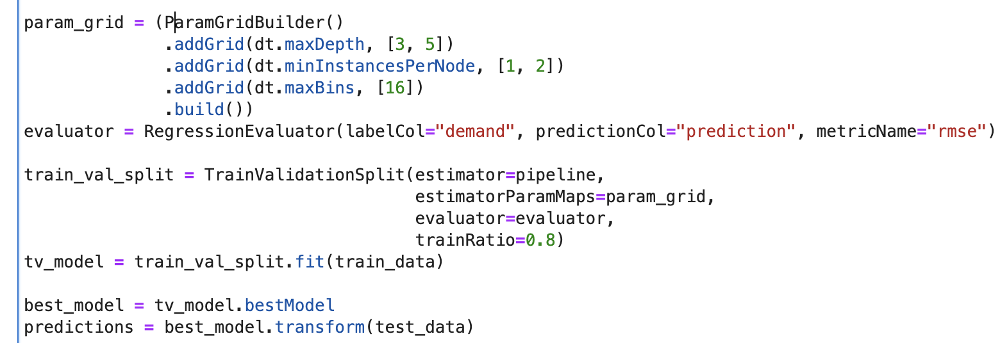 param_grid = (ParamGridBuilder()
              .addGrid(dt.maxDepth, [3, 5])
              .addGrid(dt.minInstancesPerNode, [1, 2])
              .addGrid(dt.maxBins, [16])
              .build())
evaluator = RegressionEvaluator(labelCol="demand", predictionCol="prediction", metricName="rmse")

train_val_split = TrainValidationSplit(estimator=pipeline,
                                       estimatorParamMaps=param_grid,
                                       evaluator=evaluator,
                                       trainRatio=0.8)
tv_model = train_val_split.fit(train_data)

best_model = tv_model.bestModel
predictions = best_model.transform(test_data)